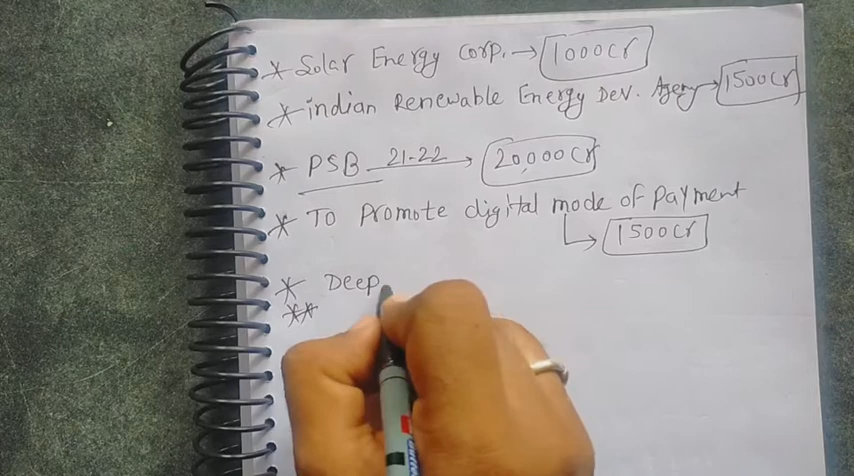 * Solar Energy Corp. → 1000cr
* indian Renewable Energy Dev. Agency → 1500cr
* PSB 21-22 → 20,000cr
* To Promote digital mode of Payment
↳ 1500cr
* Deep
**